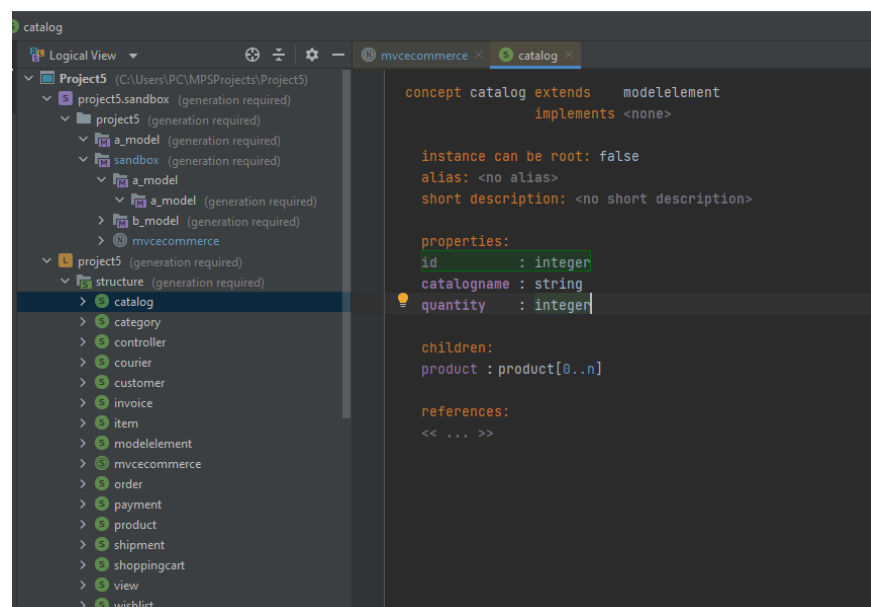 catalog
Logical View
Project5 (C:\Users\PC\MPSProjects\Project5)
project5.sandbox (generation required)
project5 (generation required)
a_model (generation required)
sandbox (generation required)
a_model
a_model (generation required)
b_model (generation required)
mvcecommerce
project5 (generation required)
structure (generation required)
catalog
category
controller
courier
customer
invoice
item
modelelement
mvcecommerce
order
payment
product
shipment
shoppingcart
view
wishlist
mvcecommerce catalog
concept catalog extends modelelement
implements <none>
instance can be root: false
alias: <no alias>
short description: <no short description>
properties:
id : integer
catalogname : string
quantity : integer
children:
product : product[0..n]
references:
<< ... >>